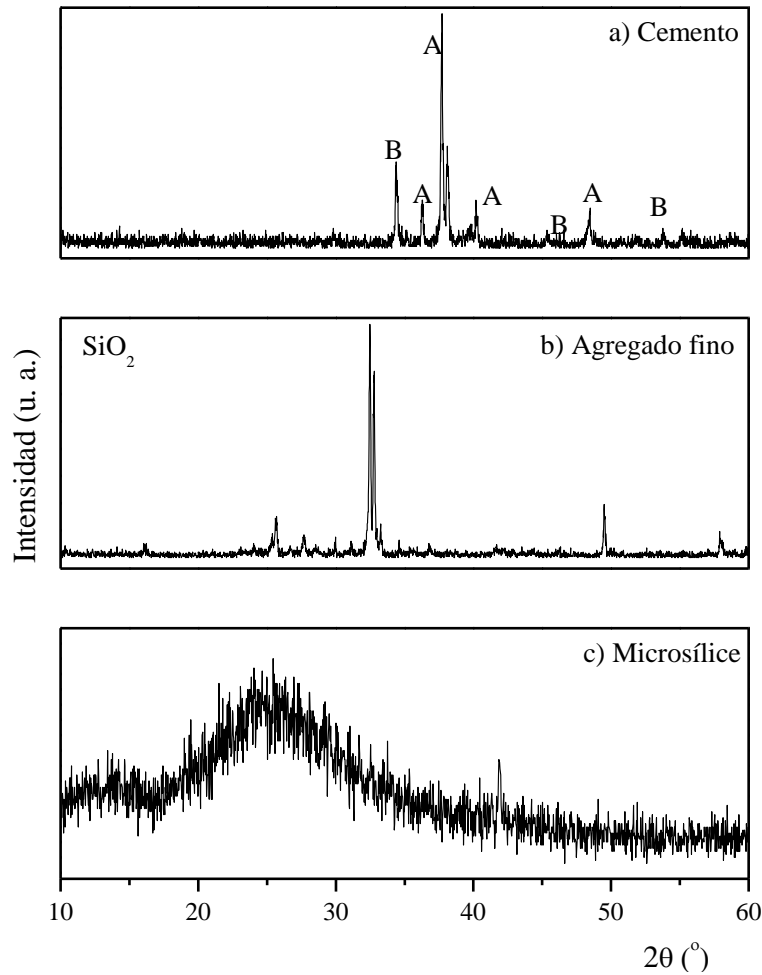 a) Cemento
A
B
A
A
A
B
B
Intensidad (u. a.)
SiO₂
b) Agregado fino
c) Microsílice
10 20 30 40 50 60
2θ (°)